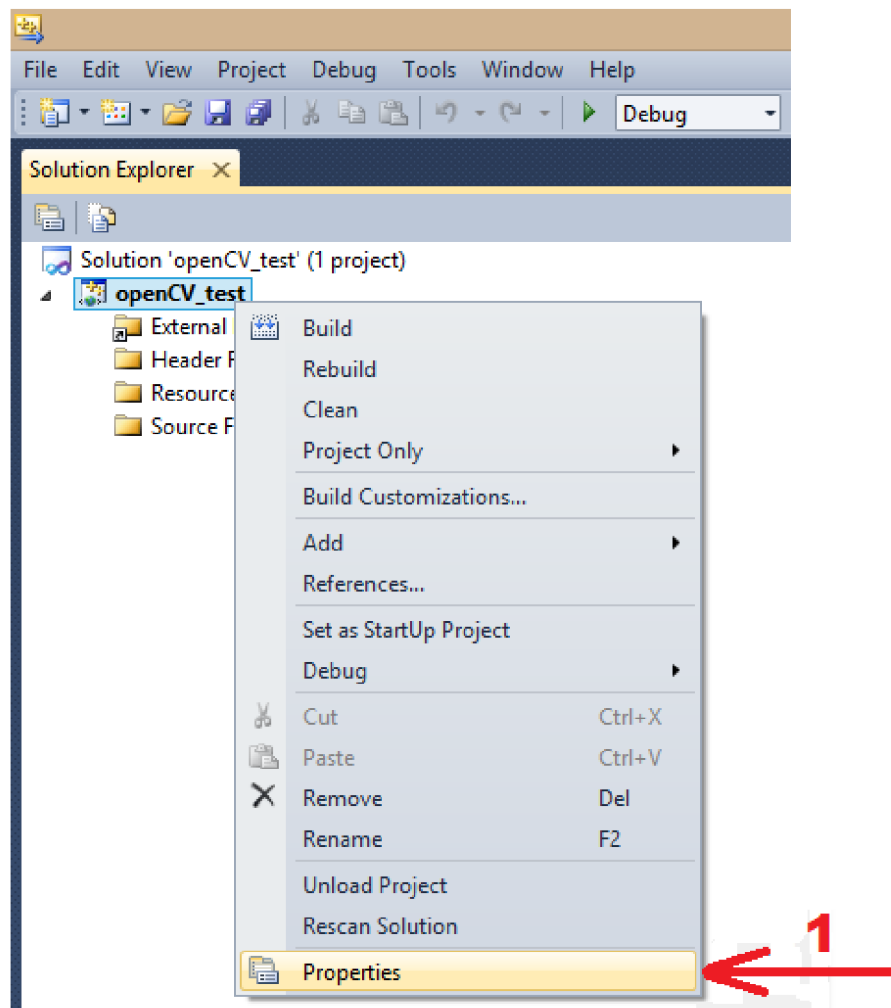 File Edit View Project Debug Tools Window Help
Debug
Solution Explorer
Solution 'openCV_test' (1 project)
openCV_test
External
Header F
Resource
Source F
Build
Rebuild
Clean
Project Only
Build Customizations...
Add
References...
Set as StartUp Project
Debug
Cut Ctrl+X
Paste Ctrl+V
Remove Del
Rename F2
Unload Project
Rescan Solution
Properties
1